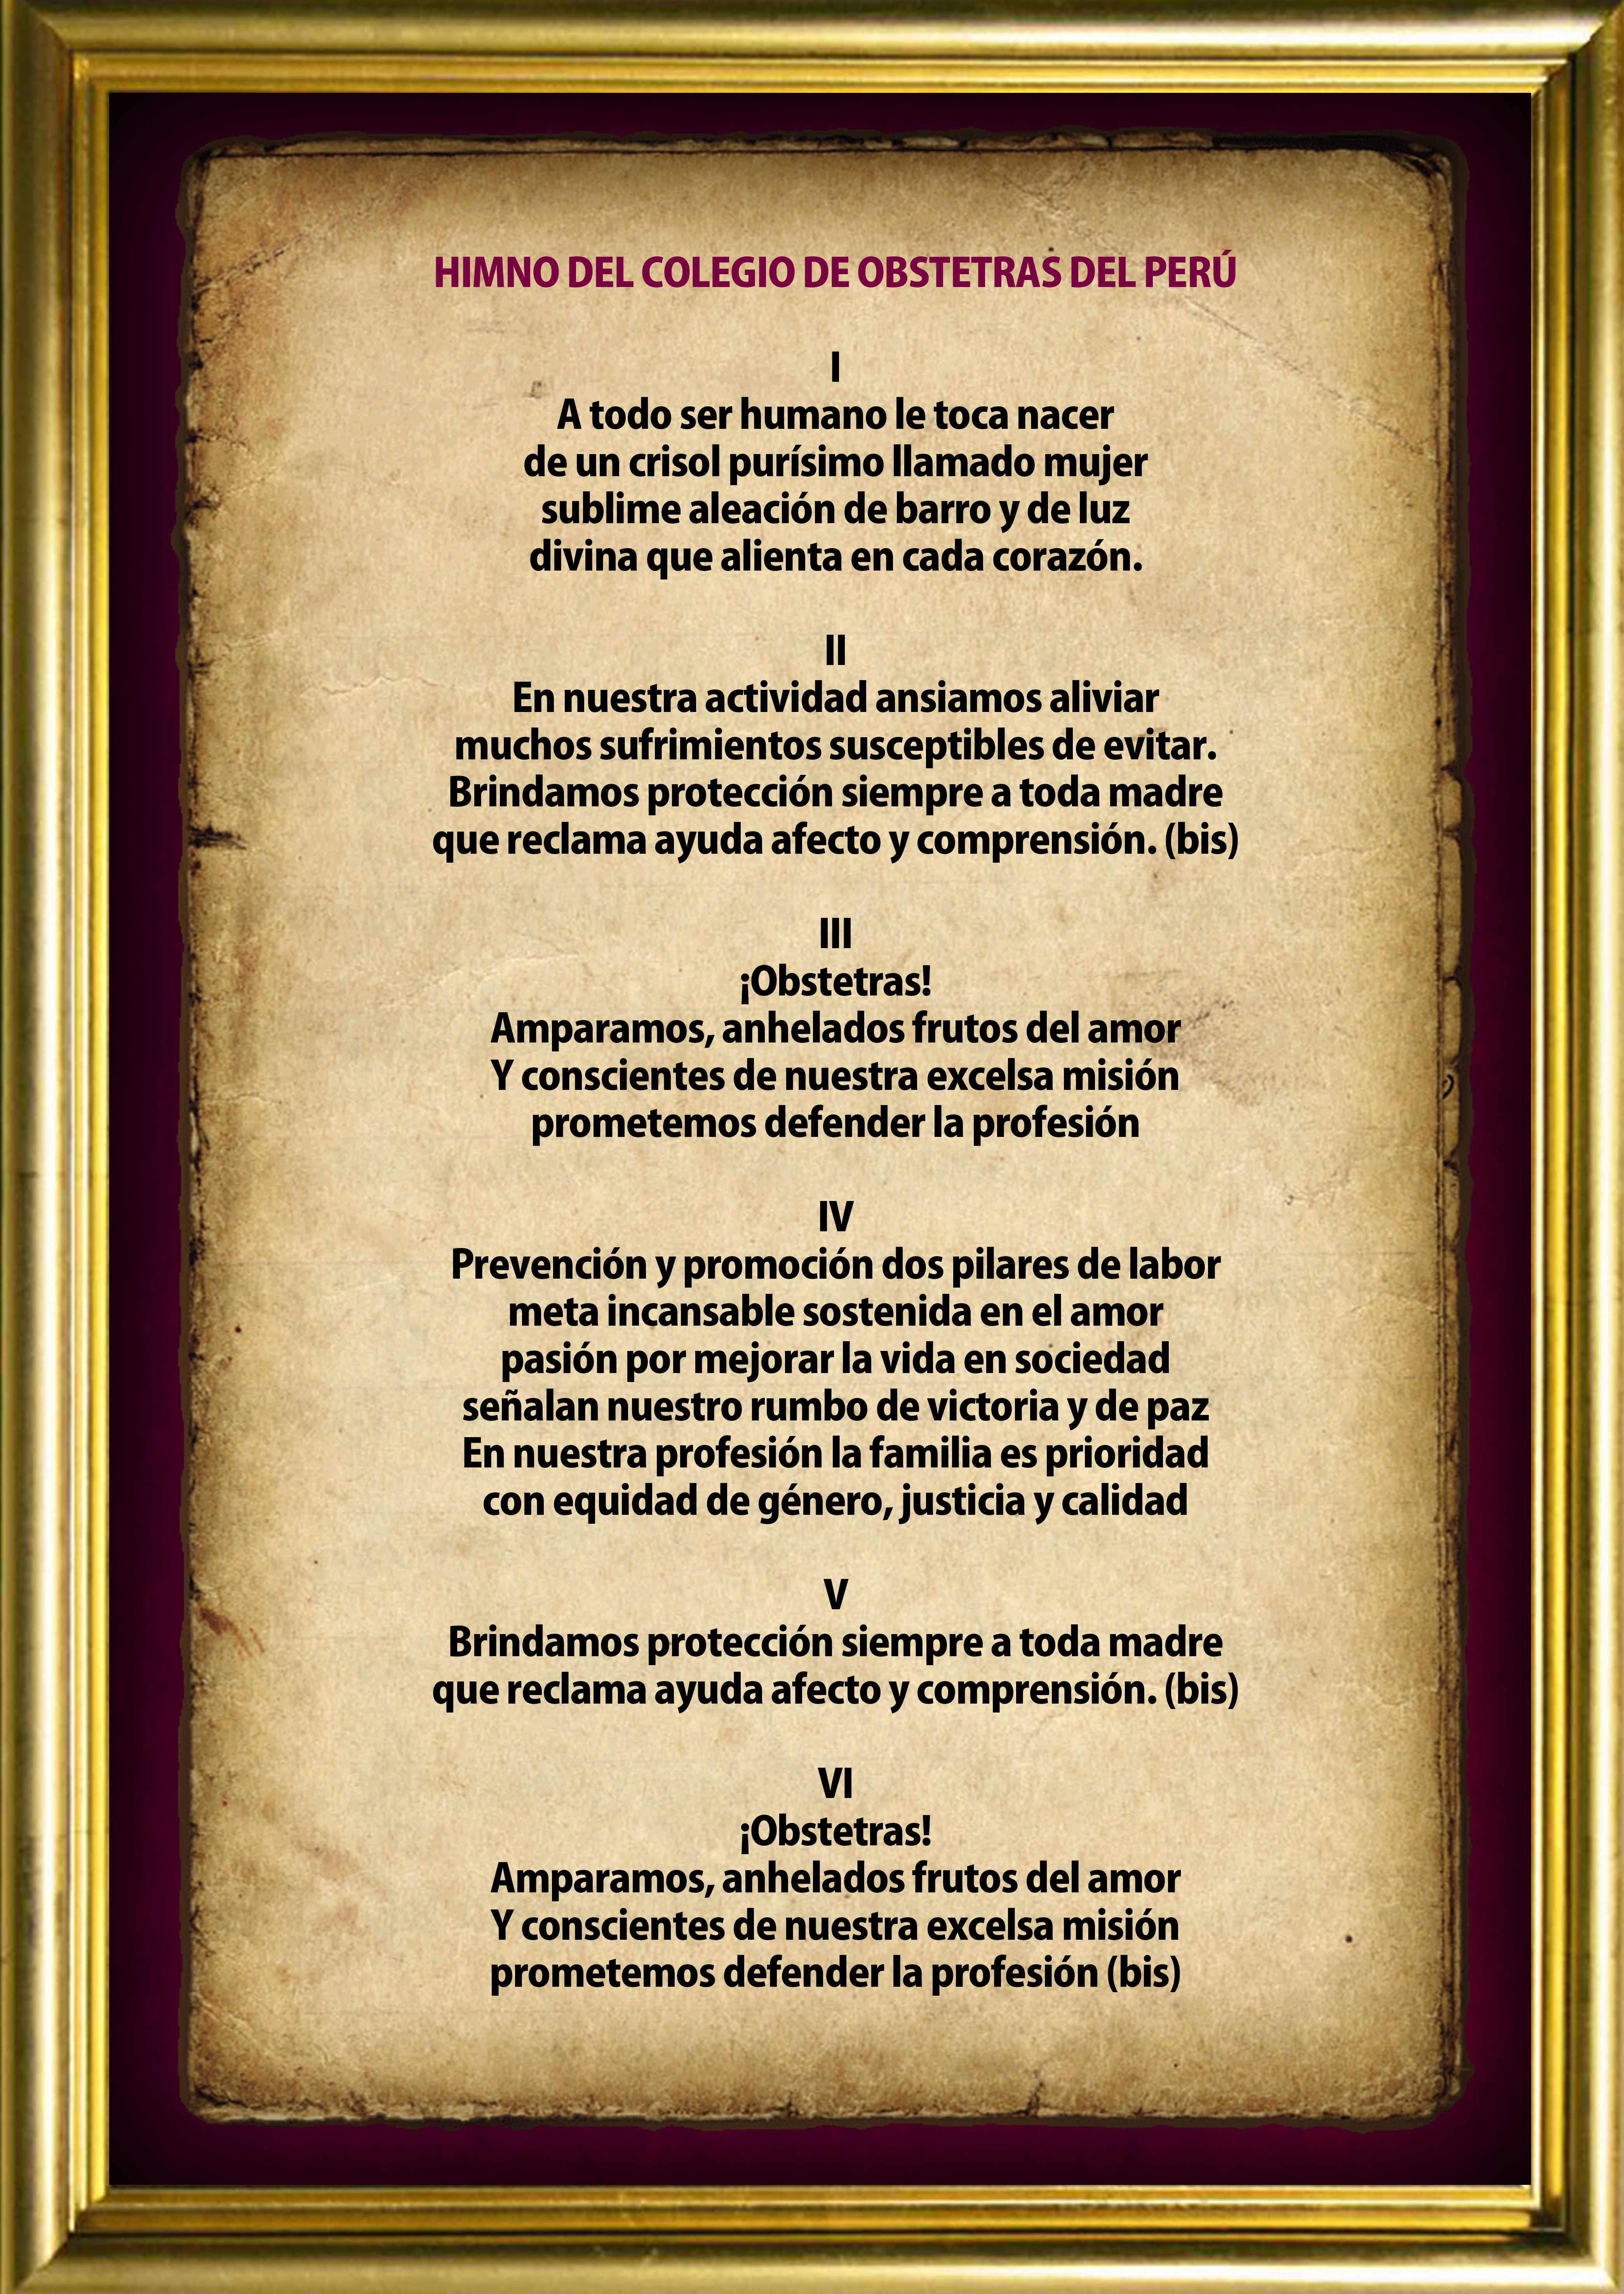 HIMNO DEL COLEGIO DE OBSTETRAS DEL PERÚ
I
A todo ser humano le toca nacer
de un crisol purísimo llamado mujer
sublime aleación de barro y de luz
divina que alienta en cada corazón.
II
En nuestra actividad ansiamos aliviar
muchos sufrimientos susceptibles de evitar.
Brindamos protección siempre a toda madre
que reclama ayuda afecto y comprensión. (bis)
III
¡Obstetras!
Amparamos, anhelados frutos del amor
Y conscientes de nuestra excelsa misión
prometemos defender la profesión
IV
Prevención y promoción dos pilares de labor
meta incansable sostenida en el amor
pasión por mejorar la vida en sociedad
señalan nuestro rumbo de victoria y de paz
En nuestra profesión la familia es prioridad
con equidad de género, justicia y calidad
V
Brindamos protección siempre a toda madre
que reclama ayuda afecto y comprensión. (bis)
VI
¡Obstetras!
Amparamos, anhelados frutos del amor
Y conscientes de nuestra excelsa misión
prometemos defender la profesión (bis)